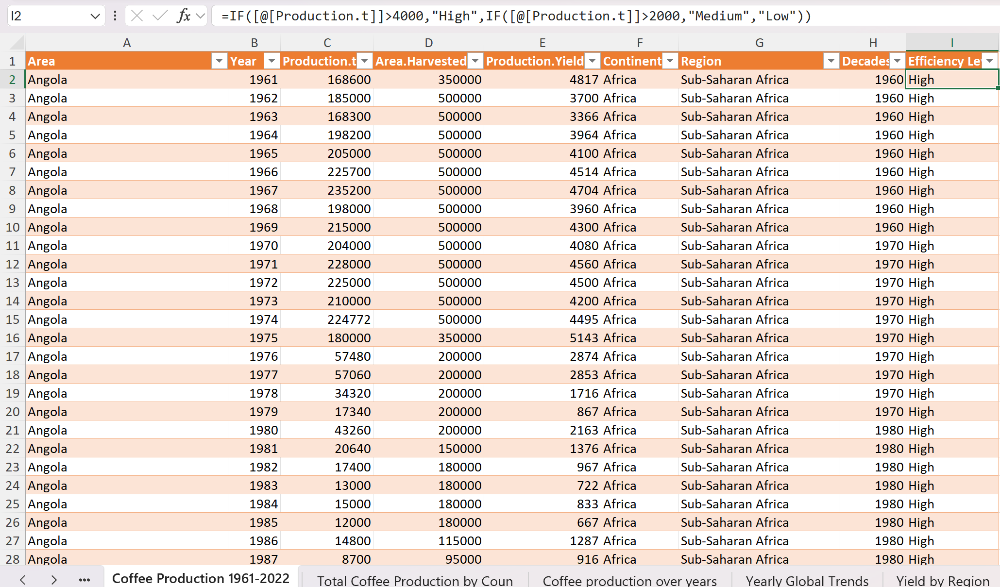 I2 fx =IF([@[Production.t]]>4000,"High",IF([@[Production.t]]>2000,"Medium","Low"))
A B C D E F G H I
1 Area Year Production.t Area.Harvested Production.Yield Continent Region Decades Efficiency Le
2 Angola 1961 168600 350000 4817 Africa Sub-Saharan Africa 1960 High
3 Angola 1962 185000 500000 3700 Africa Sub-Saharan Africa 1960 High
4 Angola 1963 168300 500000 3366 Africa Sub-Saharan Africa 1960 High
5 Angola 1964 198200 500000 3964 Africa Sub-Saharan Africa 1960 High
6 Angola 1965 205000 500000 4100 Africa Sub-Saharan Africa 1960 High
7 Angola 1966 225700 500000 4514 Africa Sub-Saharan Africa 1960 High
8 Angola 1967 235200 500000 4704 Africa Sub-Saharan Africa 1960 High
9 Angola 1968 198000 500000 3960 Africa Sub-Saharan Africa 1960 High
10 Angola 1969 215000 500000 4300 Africa Sub-Saharan Africa 1960 High
11 Angola 1970 204000 500000 4080 Africa Sub-Saharan Africa 1970 High
12 Angola 1971 228000 500000 4560 Africa Sub-Saharan Africa 1970 High
13 Angola 1972 225000 500000 4500 Africa Sub-Saharan Africa 1970 High
14 Angola 1973 210000 500000 4200 Africa Sub-Saharan Africa 1970 High
15 Angola 1974 224772 500000 4495 Africa Sub-Saharan Africa 1970 High
16 Angola 1975 180000 350000 5143 Africa Sub-Saharan Africa 1970 High
17 Angola 1976 57480 200000 2874 Africa Sub-Saharan Africa 1970 High
18 Angola 1977 57060 200000 2853 Africa Sub-Saharan Africa 1970 High
19 Angola 1978 34320 200000 1716 Africa Sub-Saharan Africa 1970 High
20 Angola 1979 17340 200000 867 Africa Sub-Saharan Africa 1970 High
21 Angola 1980 43260 200000 2163 Africa Sub-Saharan Africa 1980 High
22 Angola 1981 20640 150000 1376 Africa Sub-Saharan Africa 1980 High
23 Angola 1982 17400 180000 967 Africa Sub-Saharan Africa 1980 High
24 Angola 1983 13000 180000 722 Africa Sub-Saharan Africa 1980 High
25 Angola 1984 15000 180000 833 Africa Sub-Saharan Africa 1980 High
26 Angola 1985 12000 180000 667 Africa Sub-Saharan Africa 1980 High
27 Angola 1986 14800 115000 1287 Africa Sub-Saharan Africa 1980 High
28 Angola 1987 8700 95000 916 Africa Sub-Saharan Africa 1980 High
Coffee Production 1961-2022 Total Coffee Production by Coun Coffee production over years Yearly Global Trends Yield by Region